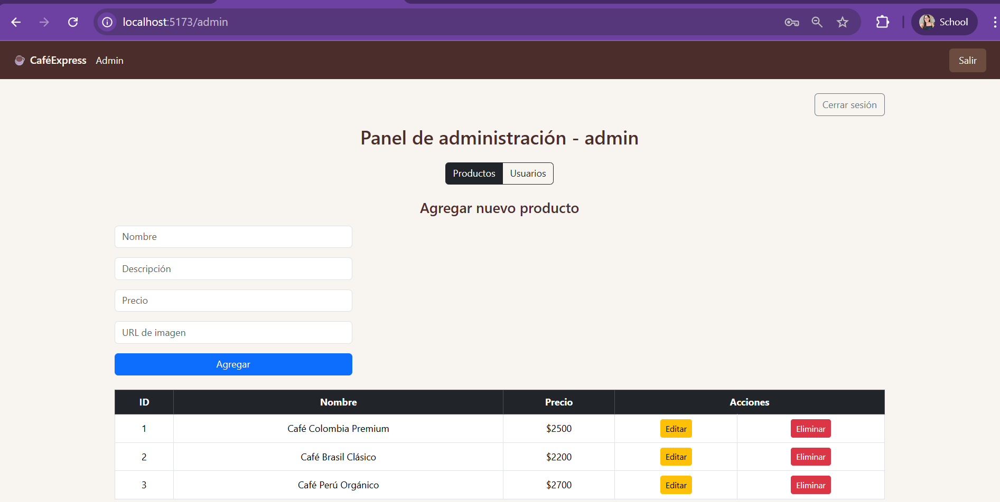 localhost:5173/admin
School
CaféExpress Admin Salir
Cerrar sesión
Panel de administración - admin
Productos Usuarios
Agregar nuevo producto
Nombre
Descripción
Precio
URL de imagen
Agregar
ID Nombre Precio Acciones
1 Café Colombia Premium $2500 Editar Eliminar
2 Café Brasil Clásico $2200 Editar Eliminar
3 Café Perú Orgánico $2700 Editar Eliminar